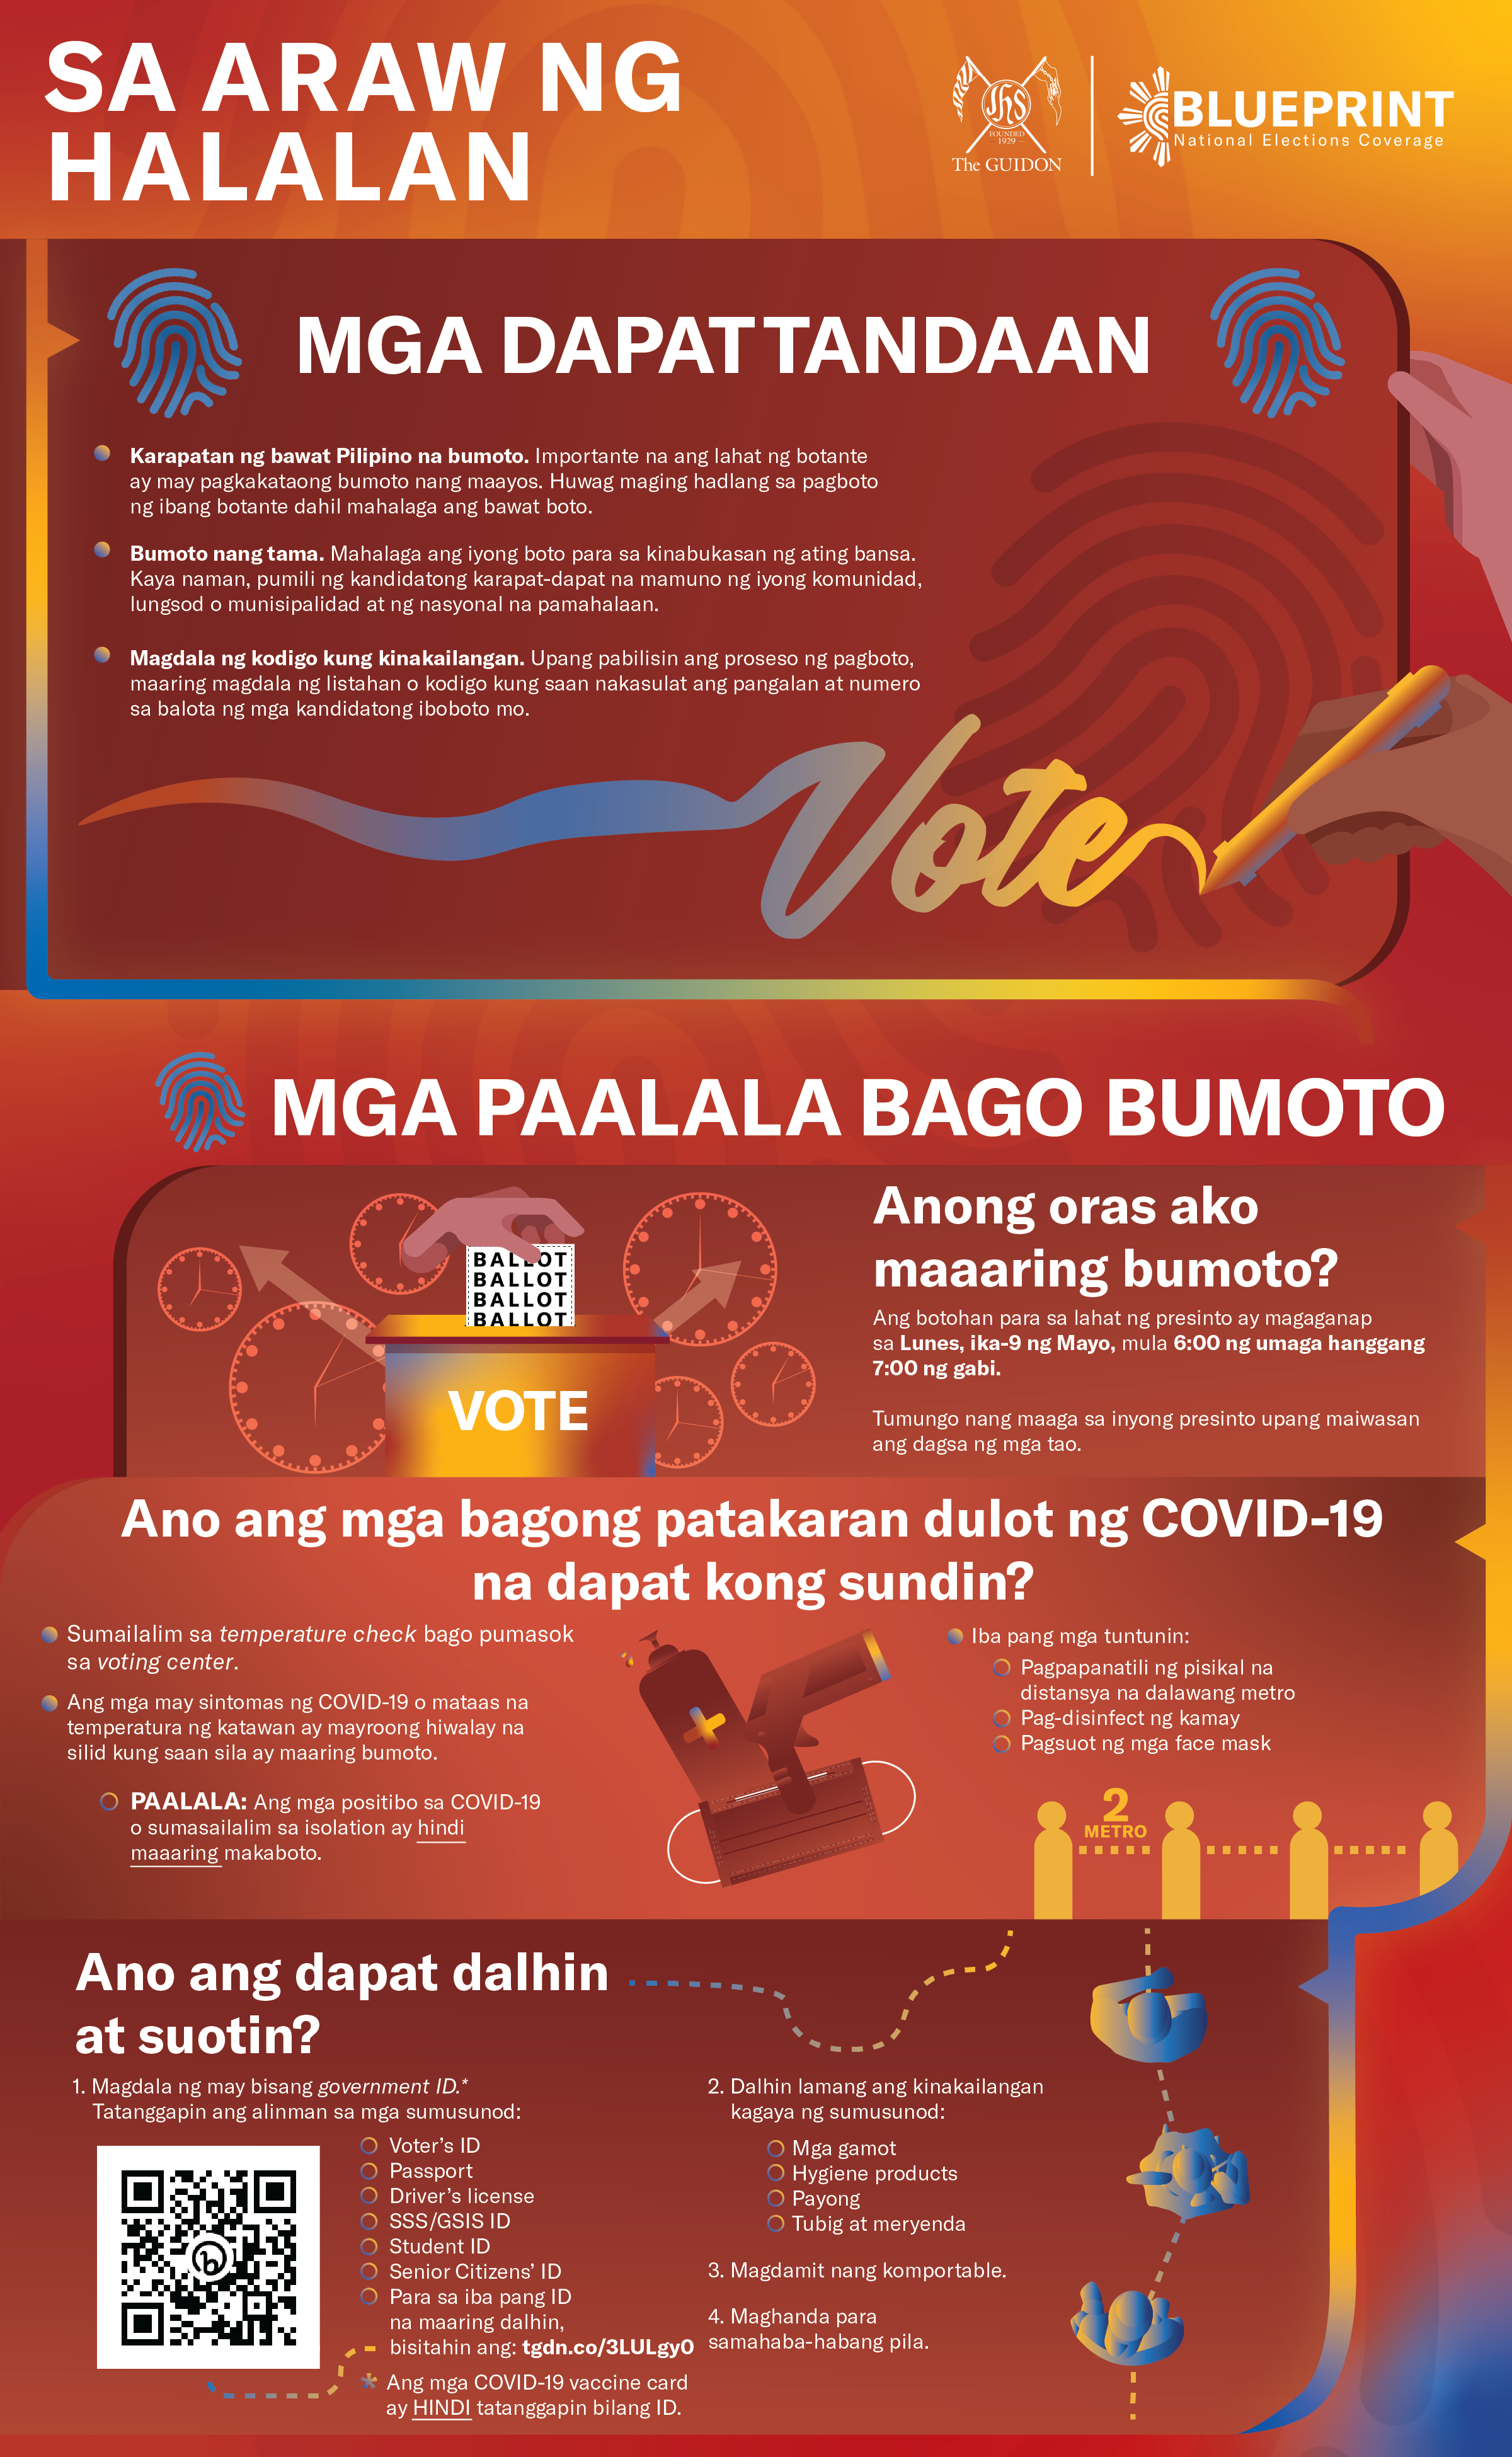 SA ARAW NG
HALALAN
Jhs
FOUNDED
1929
The GUIDON
BLUEPRINT
National Elections Coverage
MGA DAPAT TANDAAN
Karapatan ng bawat Pilipino na bumoto. Importante na ang lahat ng botante
ay may pagkakataong bumoto nang maayos. Huwag maging hadlang sa pagboto
ng ibang botante dahil mahalaga ang bawat boto.
Bumoto nang tama. Mahalaga ang iyong boto para sa kinabukasan ng ating bansa.
Kaya naman, pumili ng kandidatong karapat-dapat na mamuno ng iyong komunidad,
lungsod o munisipalidad at ng nasyonal na pamahalaan.
Magdala ng kodigo kung kinakailangan. Upang pabilisin ang proseso ng pagboto,
maaring magdala ng listahan o kodigo kung saan nakasulat ang pangalan at numero
sa balota ng mga kandidatong iboboto mo.
Vote
MGA PAALALA BAGO BUMOTO
BALLOT
BALLOT
BALLOT
BALLOT
VOTE
Anong oras ako
maaaring bumoto?
Ang botohan para sa lahat ng presinto ay magaganap
sa Lunes, ika-9 ng Mayo, mula 6:00 ng umaga hanggang
7:00 ng gabi.
Tumungo nang maaga sa inyong presinto upang maiwasan
ang dagsa ng mga tao.
Ano ang mga bagong patakaran dulot ng COVID-19
na dapat kong sundin?
Sumailalim sa temperature check bago pumasok
sa voting center.
Ang mga may sintomas ng COVID-19 o mataas na
temperatura ng katawan ay mayroong hiwalay na
silid kung saan sila ay maaring bumoto.
PAALALA: Ang mga positibo sa COVID-19
o sumasailalim sa isolation ay hindi
maaaring makaboto.
Iba pang mga tuntunin:
Pagpapanatili ng pisikal na
distansya na dalawang metro
Pag-disinfect ng kamay
Pagsuot ng mga face mask
2
METRO
Ano ang dapat dalhin
at suotin?
1. Magdala ng may bisang government ID.*
Tatanggapin ang alinman sa mga sumusunod:
Voter's ID
Passport
Driver's license
SSS/GSIS ID
Student ID
Senior Citizens' ID
Para sa iba pang ID
na maaring dalhin,
bisitahin ang: tgdn.co/3LULgy0
* Ang mga COVID-19 vaccine card
ay HINDI tatanggapin bilang ID.
b
2. Dalhin lamang ang kinakailangan
kagaya ng sumusunod:
Mga gamot
Hygiene products
Payong
Tubig at meryenda
3. Magdamit nang komportable.
4. Maghanda para
samahaba-habang pila.